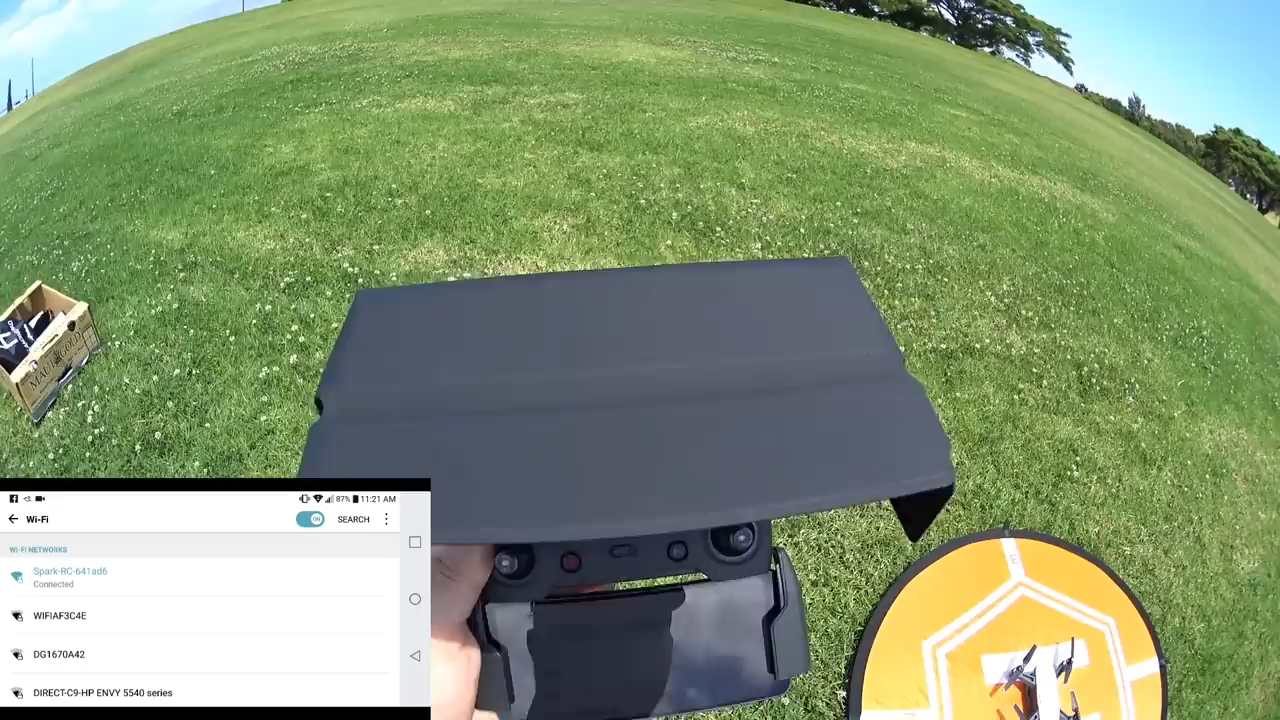 MAUI GOLD
87% 11:21 AM
Wi-Fi
ON
SEARCH
WI-FI NETWORKS
Spark-RC-641ad6
Connected
WIFIAF3C4E
DG1670A42
DIRECT-C9-HP ENVY 5540 series